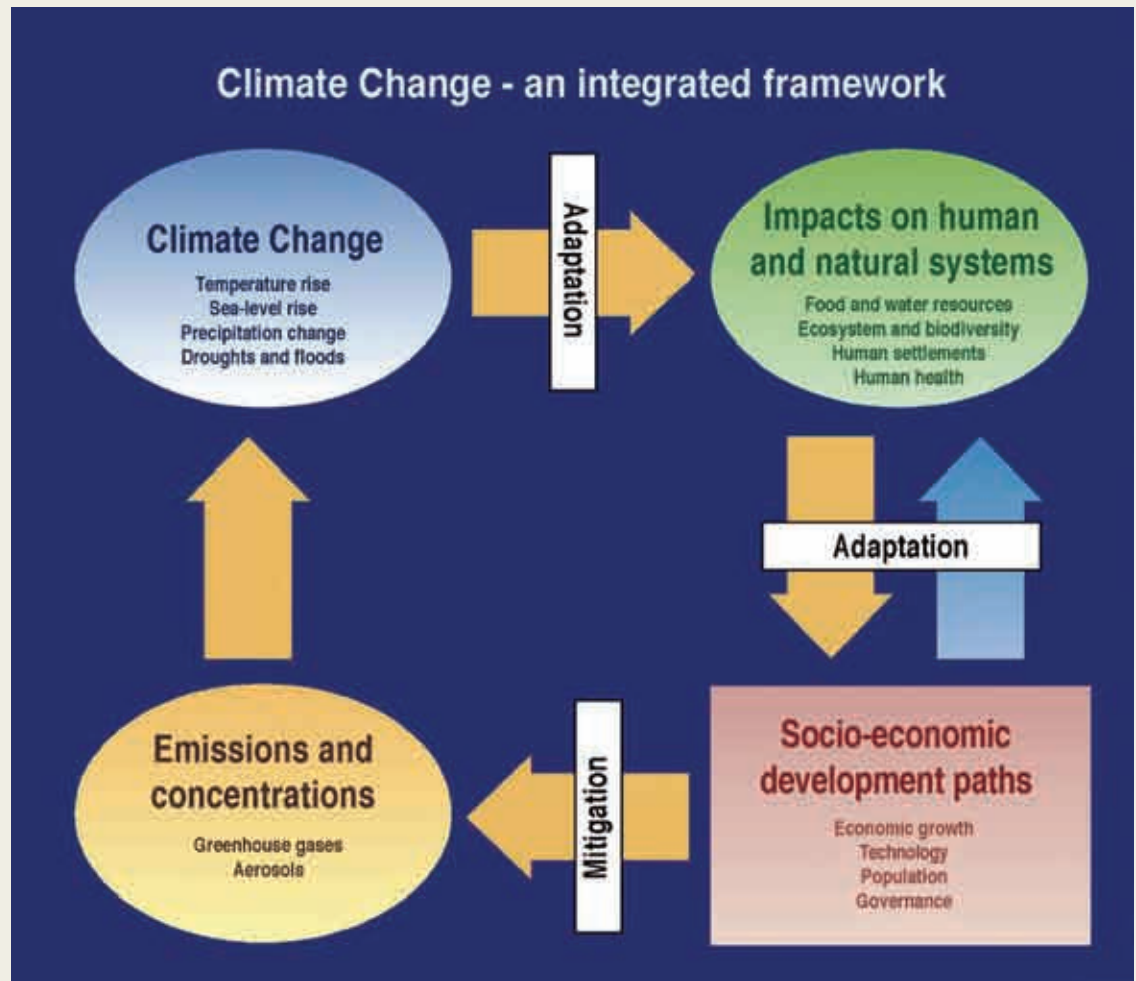 Climate Change - an integrated framework
Climate Change
Temperature rise
Sea-level rise
Precipitation change
Droughts and floods
Adaptation
Impacts on human
and natural systems
Food and water resources
Ecosystem and biodiversity
Human settlements
Human health
Adaptation
Emissions and
concentrations
Greenhouse gases
Aerosols
Mitigation
Socio-economic
development paths
Economic growth
Technology
Population
Governance